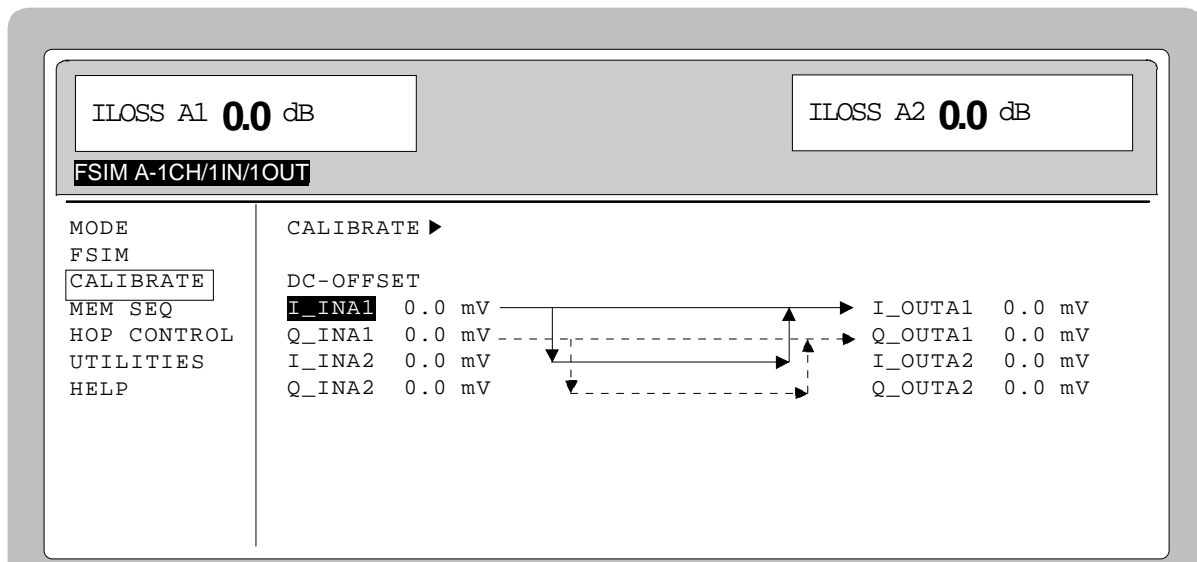 ILOSS A1 0.0 dB
ILOSS A2 0.0 dB
FSIM A-1CH/1IN/1OUT
MODE
FSIM
CALIBRATE
MEM SEQ
HOP CONTROL
UTILITIES
HELP
CALIBRATE
DC-OFFSET
I_INA1 0.0 mV I_OUTA1 0.0 mV
Q_INA1 0.0 mV Q_OUTA1 0.0 mV
I_INA2 0.0 mV I_OUTA2 0.0 mV
Q_INA2 0.0 mV Q_OUTA2 0.0 mV